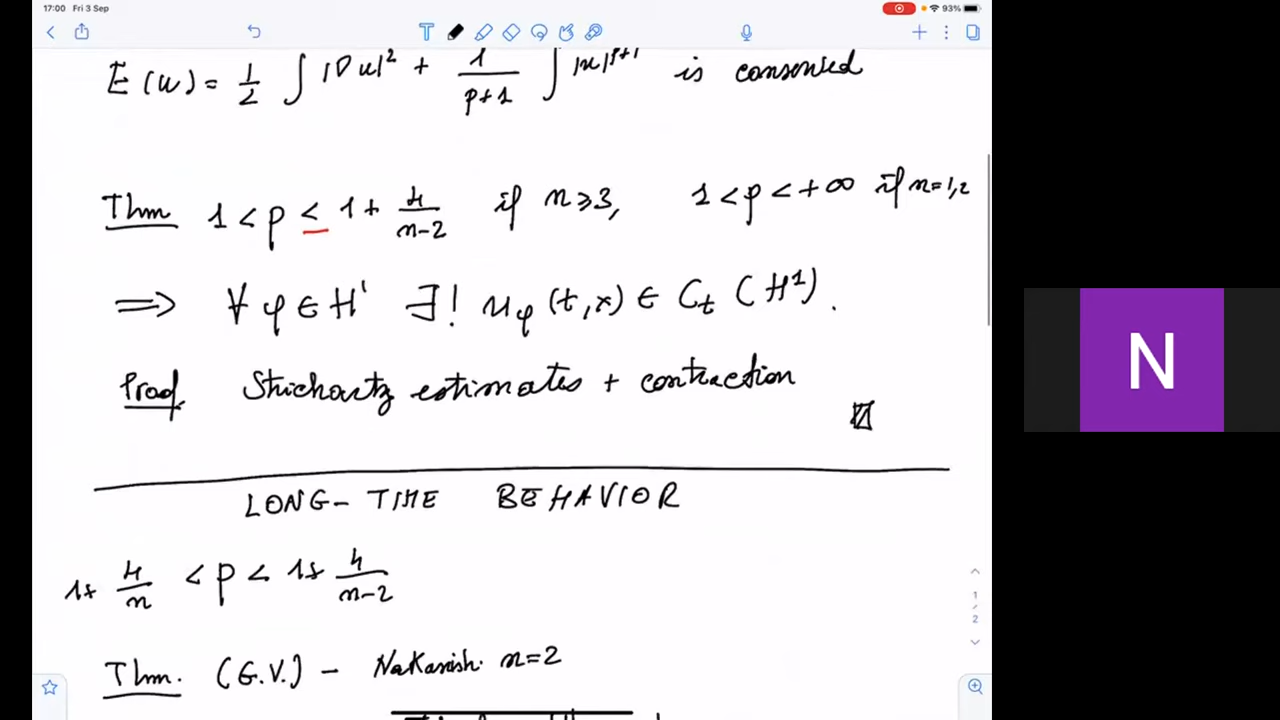 17:00 Fri 3 Sep
93%
E(u) = 1/2 ∫ |∇u|² + 1/(p+1) ∫ |u|^{p+1} is conserved
Thm 1 < p ≤ 1 + 4/(n-2) if n ≥ 3, 1 < p < +∞ if n=1,2
⟹ ∀ φ ∈ H¹ ∃! u_φ (t,x) ∈ C_t (H¹).
Proof Strichartz estimates + contraction
LONG-TIME BEHAVIOR
1+ 4/n < p < 1+ 4/(n-2)
1/2
Thm. (G.V.) - Nakanishi n=2
N